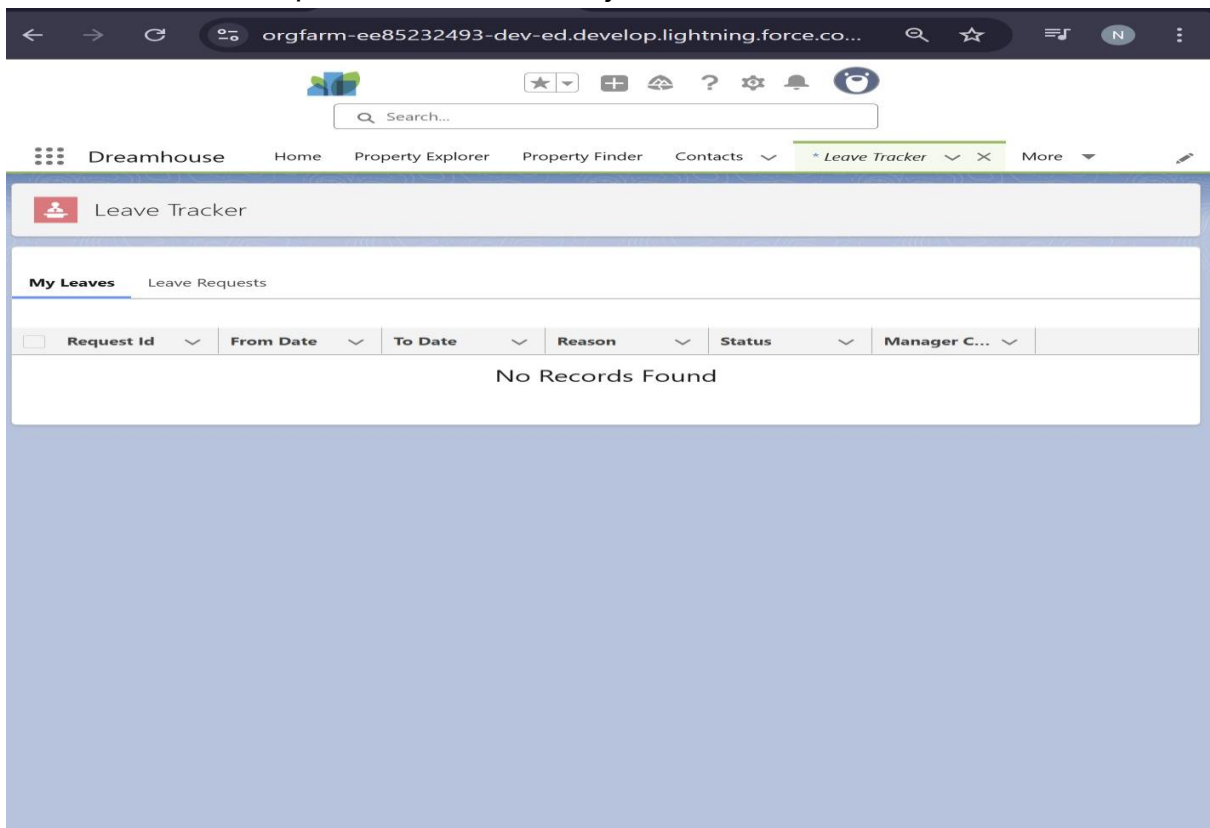 orgfarm-ee85232493-dev-ed.develop.lightning.force.co...
N
Search...
Dreamhouse Home Property Explorer Property Finder Contacts * Leave Tracker More
Leave Tracker
My Leaves Leave Requests
Request Id From Date To Date Reason Status Manager C...
No Records Found